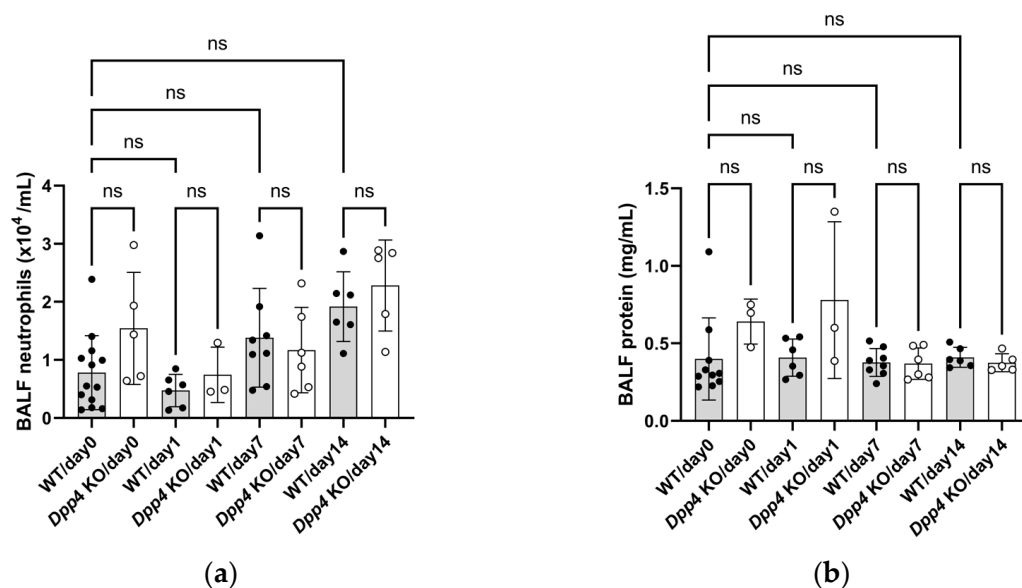 ns
ns
ns
ns ns ns ns
BALF neutrophils (x10⁴ /mL)
4
3
2
1
0
WT/day0
Dpp4 KO/day0
WT/day1
Dpp4 KO/day1
WT/day7
Dpp4 KO/day7
WT/day14
Dpp4 KO/day14
(a)
ns
ns
ns
ns ns ns ns
BALF protein (mg/mL)
1.5
1.0
0.5
0.0
WT/day0
Dpp4 KO/day0
WT/day1
Dpp4 KO/day1
WT/day7
Dpp4 KO/day7
WT/day14
Dpp4 KO/day14
(b)